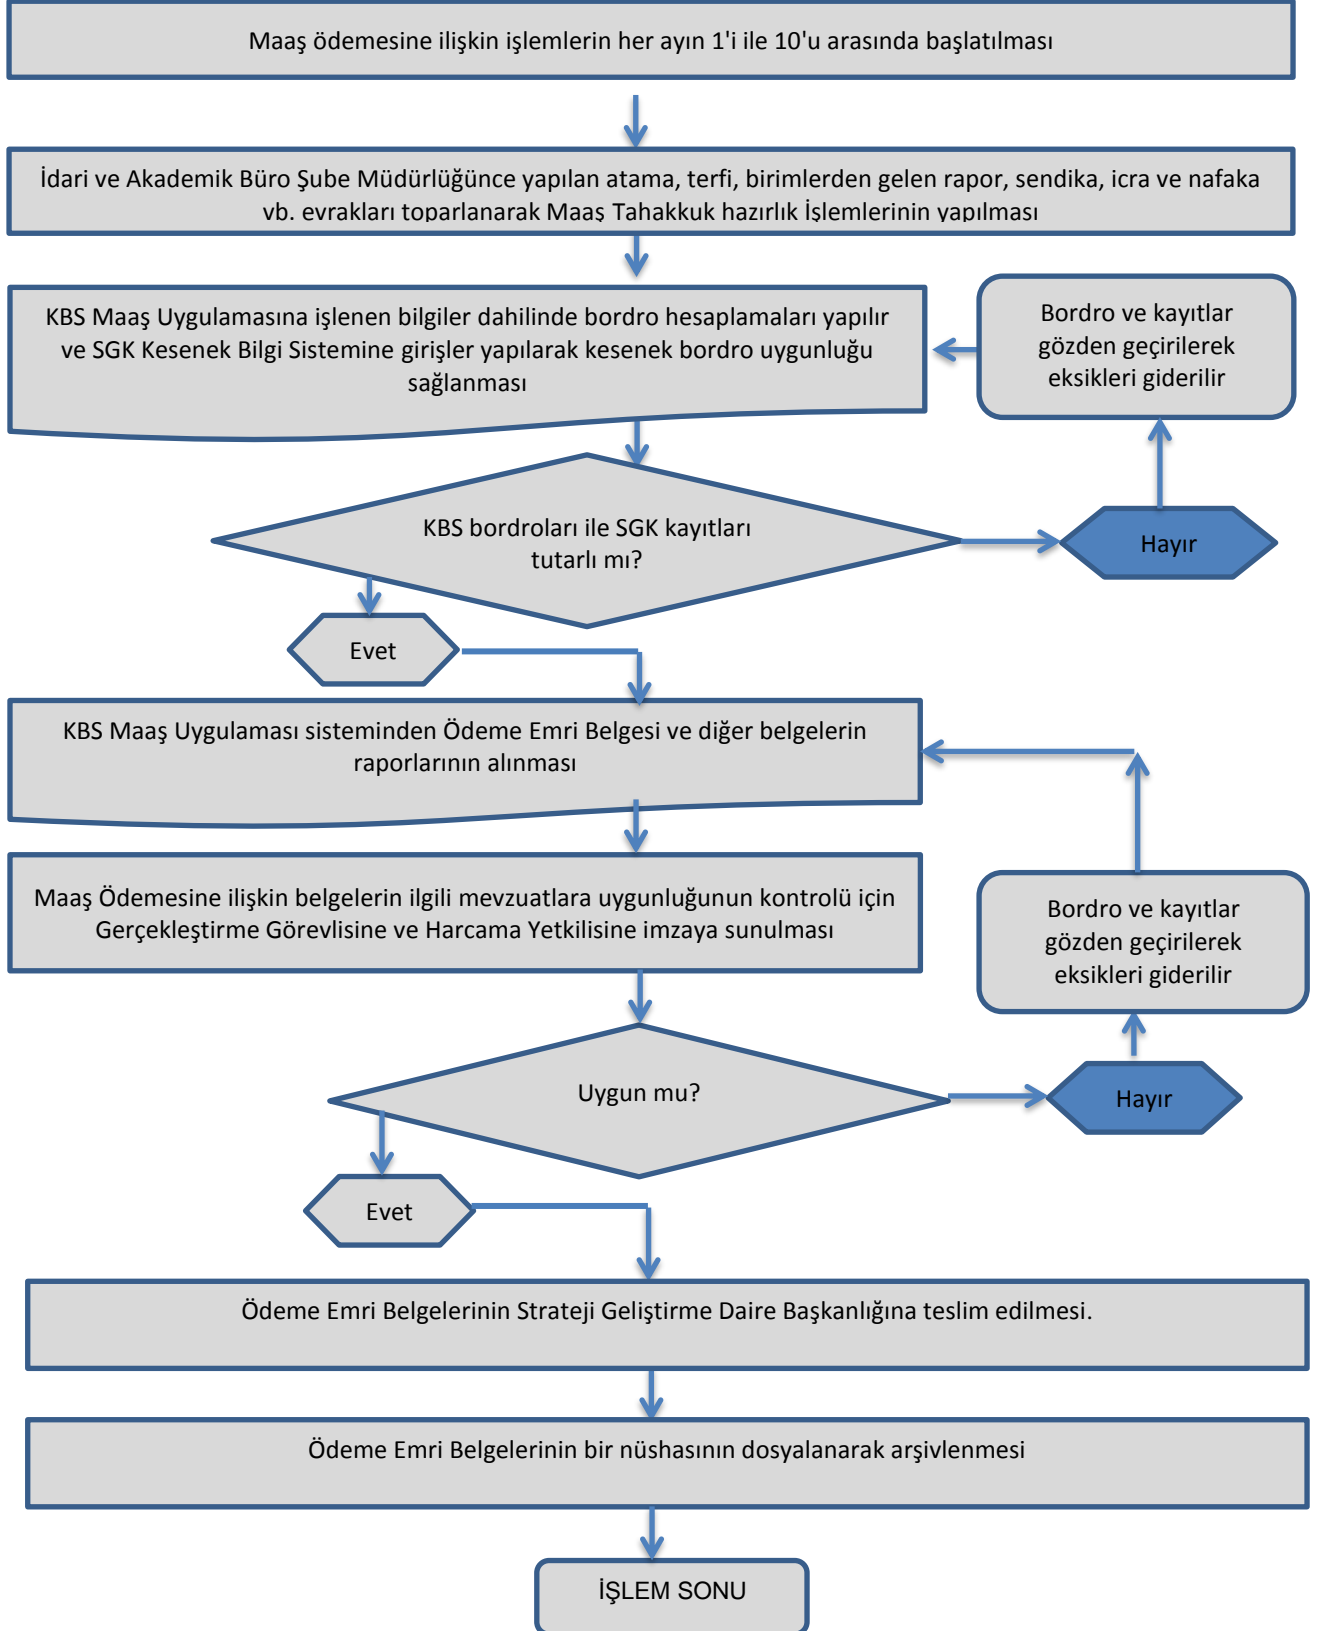 Maaş ödemesine ilişkin işlemlerin her ayın 1'i ile 10'u arasında başlatılması
İdari ve Akademik Büro Şube Müdürlüğünce yapılan atama, terfi, birimlerden gelen rapor, sendika, icra ve nafaka
vb. evrakları toparlanarak Maaş Tahakkuk hazırlık İşlemlerinin yapılması
KBS Maaş Uygulamasına işlenen bilgiler dahilinde bordro hesaplamaları yapılır
ve SGK Kesenek Bilgi Sistemine girişler yapılarak kesenek bordro uygunluğu
sağlanması
Bordro ve kayıtlar
gözden geçirilerek
eksikleri giderilir
KBS bordroları ile SGK kayıtları
tutarlı mı?
Hayır
Evet
KBS Maaş Uygulaması sisteminden Ödeme Emri Belgesi ve diğer belgelerin
raporlarının alınması
Maaş Ödemesine ilişkin belgelerin ilgili mevzuatlara uygunluğunun kontrolü için
Gerçekleştirme Görevlisine ve Harcama Yetkilisine imzaya sunulması
Bordro ve kayıtlar
gözden geçirilerek
eksikleri giderilir
Uygun mu?
Hayır
Evet
Ödeme Emri Belgelerinin Strateji Geliştirme Daire Başkanlığına teslim edilmesi.
Ödeme Emri Belgelerinin bir nüshasının dosyalanarak arşivlenmesi
İŞLEM SONU